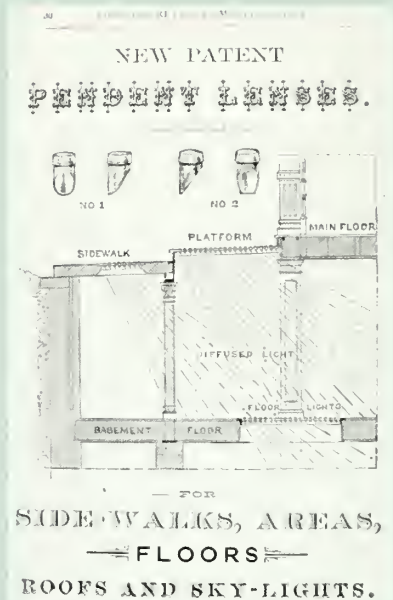 NEW PATENT
PENDENT LENSES.
NO 1
NO 2
MAIN FLOOR
PLATFORM
SIDEWALK
DIFFUSED LIGHT
FLOOR LIGHTS
BASEMENT FLOOR
— FOR
SIDE-WALKS, AREAS,
FLOORS
ROOFS AND SKY-LIGHTS.